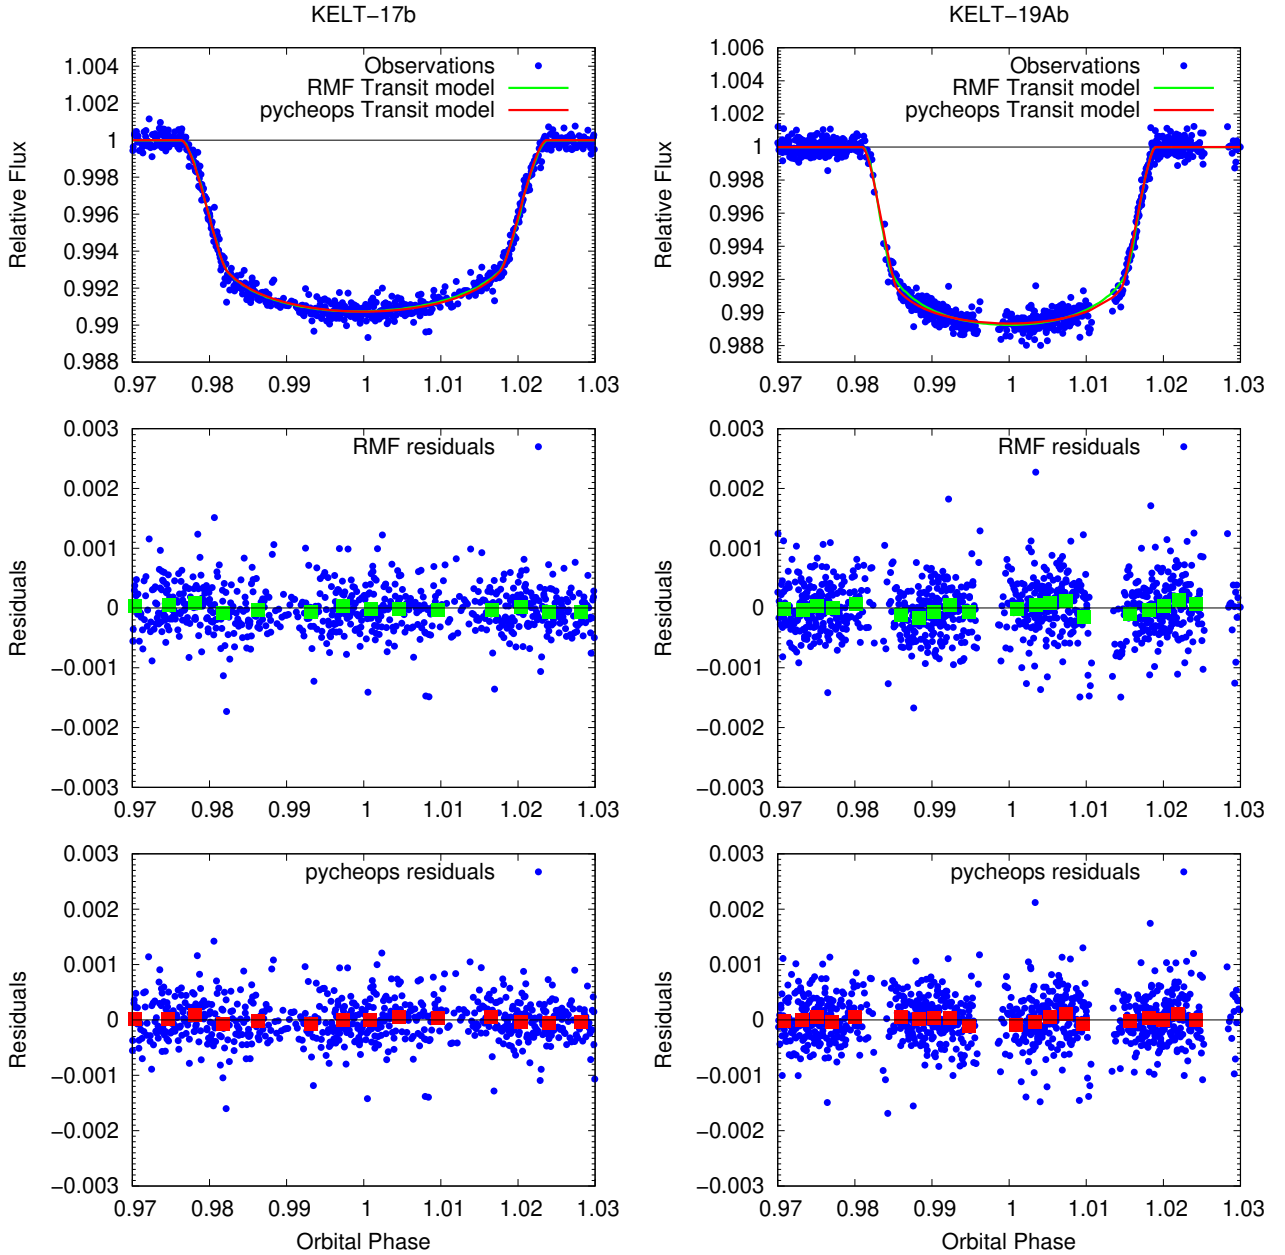 KELT−17b
1.004
1.002
1
0.998
0.996
0.994
0.992
0.99
0.988
Relative Flux
Observations
RMF Transit model
pycheops Transit model
0.97 0.98 0.99 1 1.01 1.02 1.03
KELT−19Ab
1.006
1.004
1.002
1
0.998
0.996
0.994
0.992
0.99
0.988
Relative Flux
Observations
RMF Transit model
pycheops Transit model
0.97 0.98 0.99 1 1.01 1.02 1.03
0.003
0.002
0.001
0
−0.001
−0.002
−0.003
Residuals
RMF residuals
0.97 0.98 0.99 1 1.01 1.02 1.03
0.003
0.002
0.001
0
−0.001
−0.002
−0.003
Residuals
RMF residuals
0.97 0.98 0.99 1 1.01 1.02 1.03
0.003
0.002
0.001
0
−0.001
−0.002
−0.003
Residuals
pycheops residuals
0.97 0.98 0.99 1 1.01 1.02 1.03
Orbital Phase
0.003
0.002
0.001
0
−0.001
−0.002
−0.003
Residuals
pycheops residuals
0.97 0.98 0.99 1 1.01 1.02 1.03
Orbital Phase